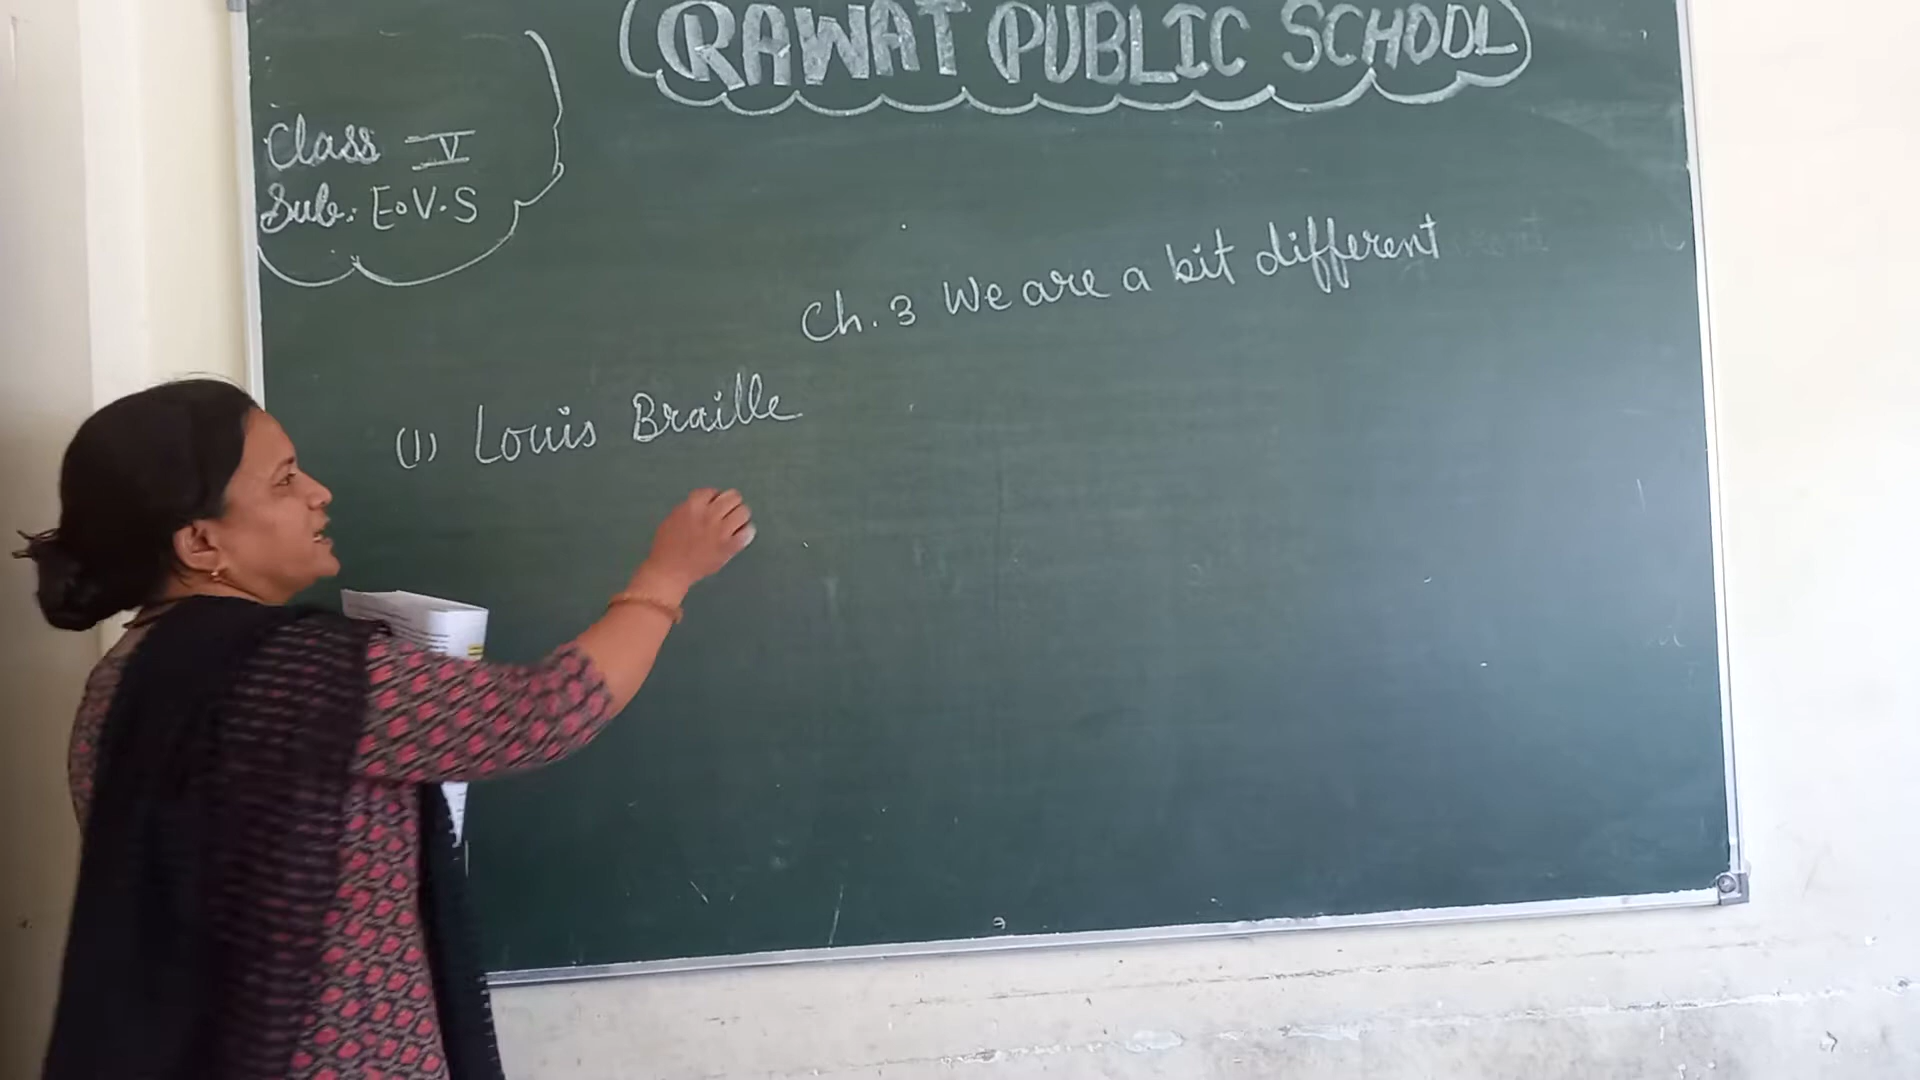 RAWAT PUBLIC SCHOOL
Class V
Sub: E.V.S
Ch. 3 We are a bit different
(1) Louis Braille